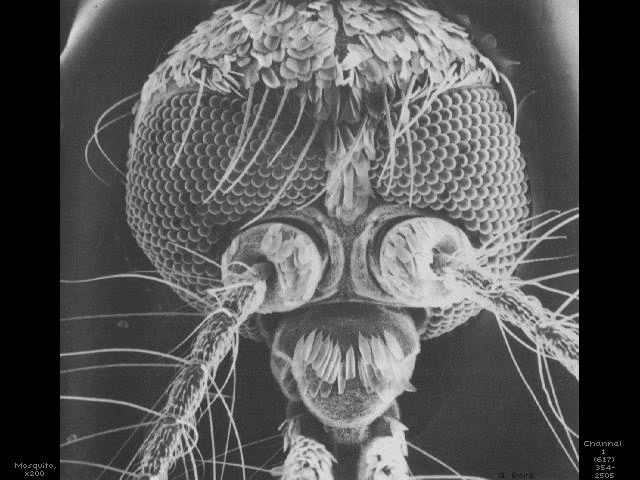 Mosquito,
x200
G. Bard
Channel
1
(617)
354-
2505